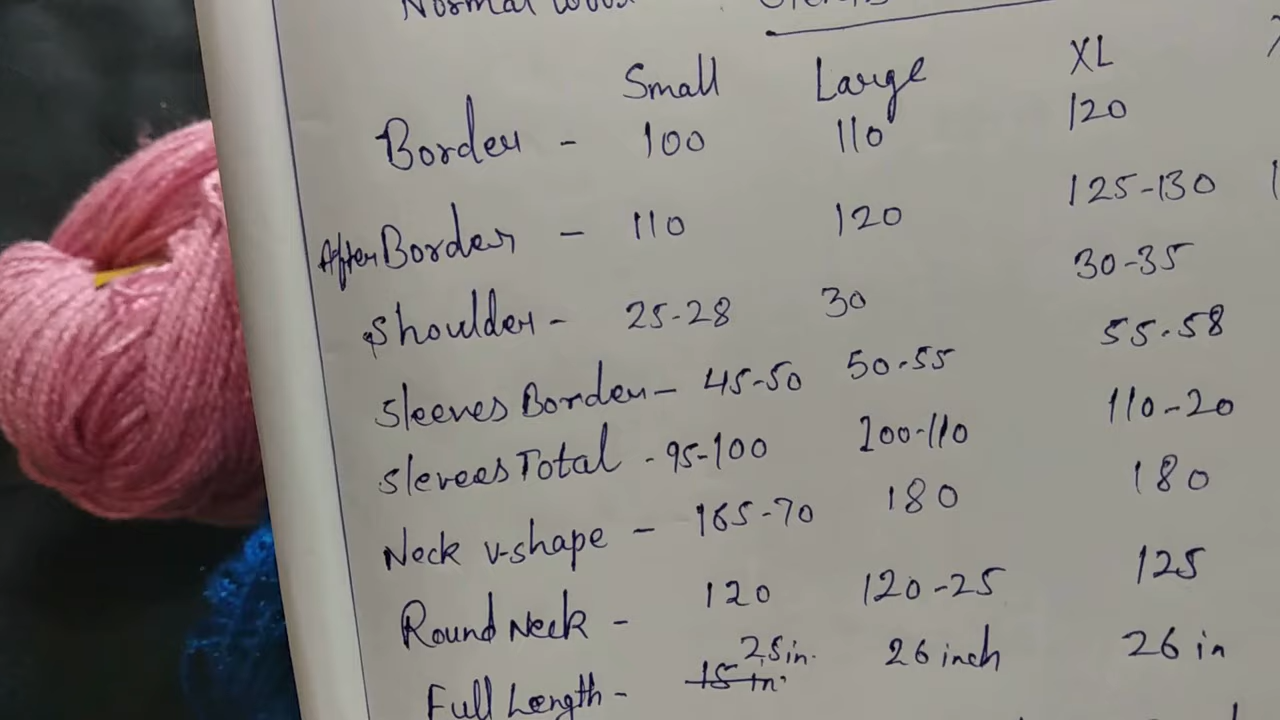 Normal
Small Large XL
Border - 100 110 120
After Border - 110 120 125-130
Shoulder - 25-28 30 30-35
Sleeves Border - 45-50 50-55 55-58
Slevees Total - 95-100 100-110 110-20
Neck V-shape - 165-70 180 180
Round Neck - 120 120-25 125
Full Length - 15 in. 25 in. 26 inch 26 in